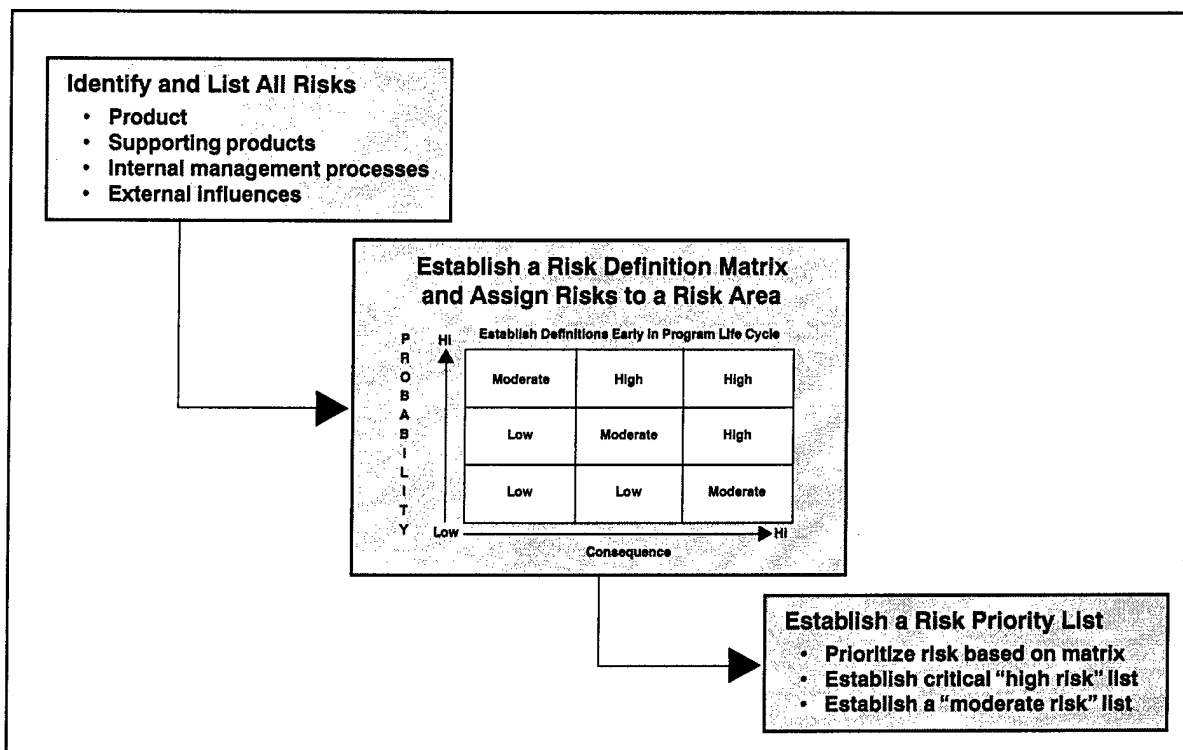 Identify and List All Risks
• Product
• Supporting products
• Internal management processes
• External influences
Establish a Risk Definition Matrix
and Assign Risks to a Risk Area
Establish Definitions Early in Program Life Cycle
PROBABILITY
Hi
Moderate High High
Low Moderate High
Low Low Moderate
Low
Hi
Consequence
Establish a Risk Priority List
• Prioritize risk based on matrix
• Establish critical “high risk” list
• Establish a “moderate risk” list